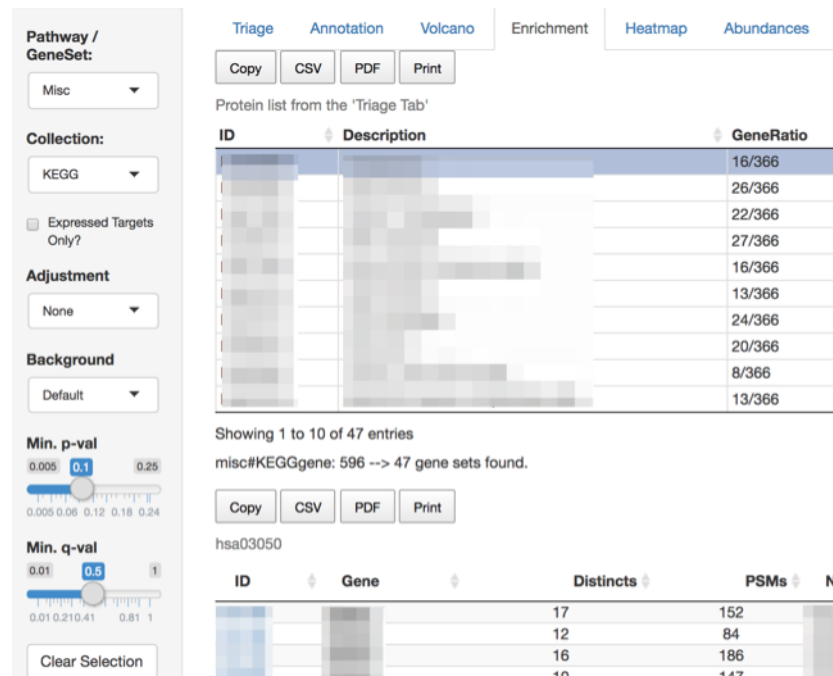 Pathway /
GeneSet:
Misc
Collection:
KEGG
Expressed Targets
Only?
Adjustment
None
Background
Default
Min. p-val
0.005 0.1 0.25
0.005 0.06 0.12 0.18 0.24
Min. q-val
0.01 0.5 1
0.01 0.21 0.41 0.81 1
Clear Selection
Triage Annotation Volcano Enrichment Heatmap Abundances
Copy CSV PDF Print
Protein list from the 'Triage Tab'
ID Description GeneRatio
16/366
26/366
22/366
27/366
16/366
13/366
24/366
20/366
8/366
13/366
Showing 1 to 10 of 47 entries
misc#KEGGgene: 596 --> 47 gene sets found.
Copy CSV PDF Print
hsa03050
ID Gene Distincts PSMs N
17 152
12 84
16 186